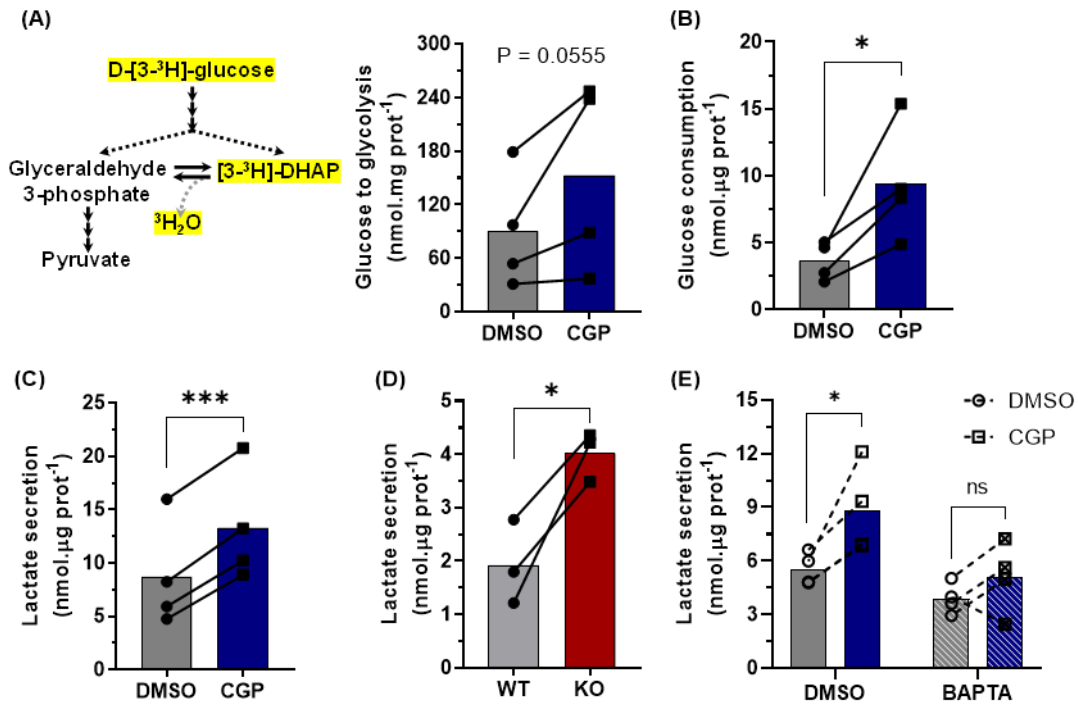 (A)
D-[3-³H]-glucose
Glyceraldehyde
3-phosphate
[3-³H]-DHAP
³H₂O
Pyruvate
Glucose to glycolysis
(nmol.mg prot⁻¹)
300
240
180
120
60
0
P = 0.0555
DMSO CGP
(B)
Glucose consumption
(nmol.µg prot⁻¹)
20
15
10
5
0
*
DMSO CGP
(C)
Lactate secretion
(nmol.µg prot⁻¹)
25
20
15
10
5
0
***
DMSO CGP
(D)
Lactate secretion
(nmol.µg prot⁻¹)
5
4
3
2
1
0
*
WT KO
(E)
Lactate secretion
(nmol.µg prot⁻¹)
15
12
9
6
3
0
*
ns
DMSO
CGP
DMSO BAPTA